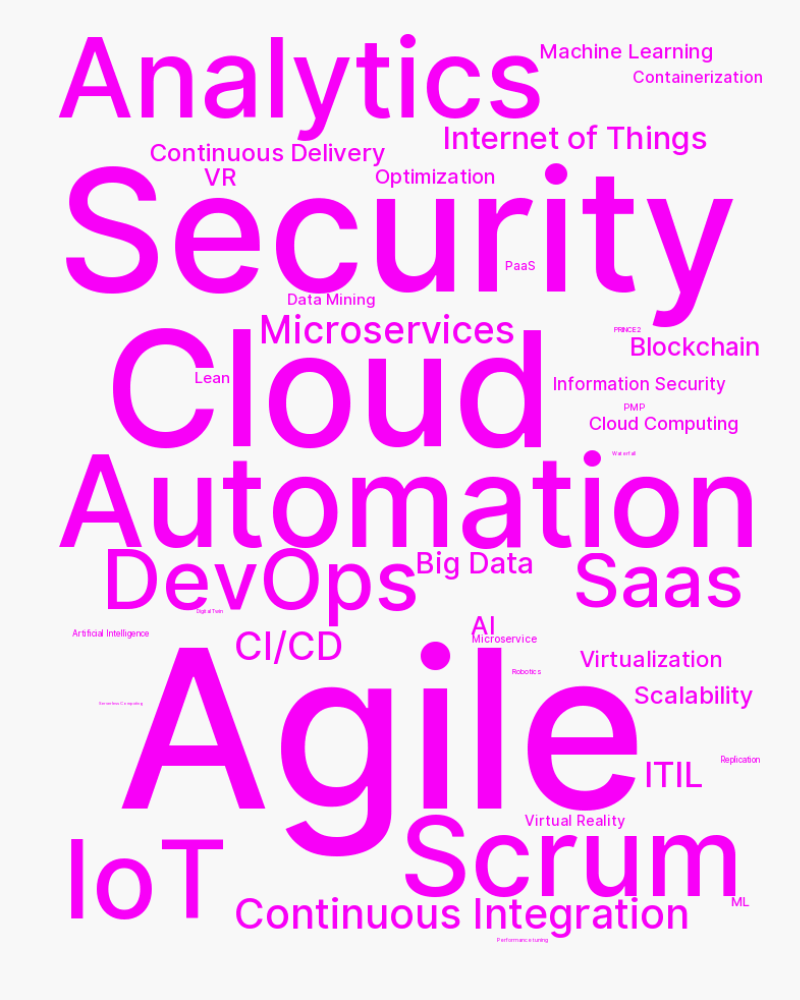 Analytics
Machine Learning
Containerization
Internet of Things
Continuous Delivery
VR
Optimization
Security
PaaS
Data Mining
Microservices
PRINCE2
Blockchain
Cloud
Lean
Information Security
PMP
Cloud Computing
Waterfall
Automation
DevOps
Big Data
Saas
Digital Twin
Artificial Intelligence
CI/CD
AI
Microservice
Virtualization
Robotics
Agile
Scalability
Serverless Computing
ITIL
Replication
Virtual Reality
Scrum
IoT
ML
Continuous Integration
Performance tuning